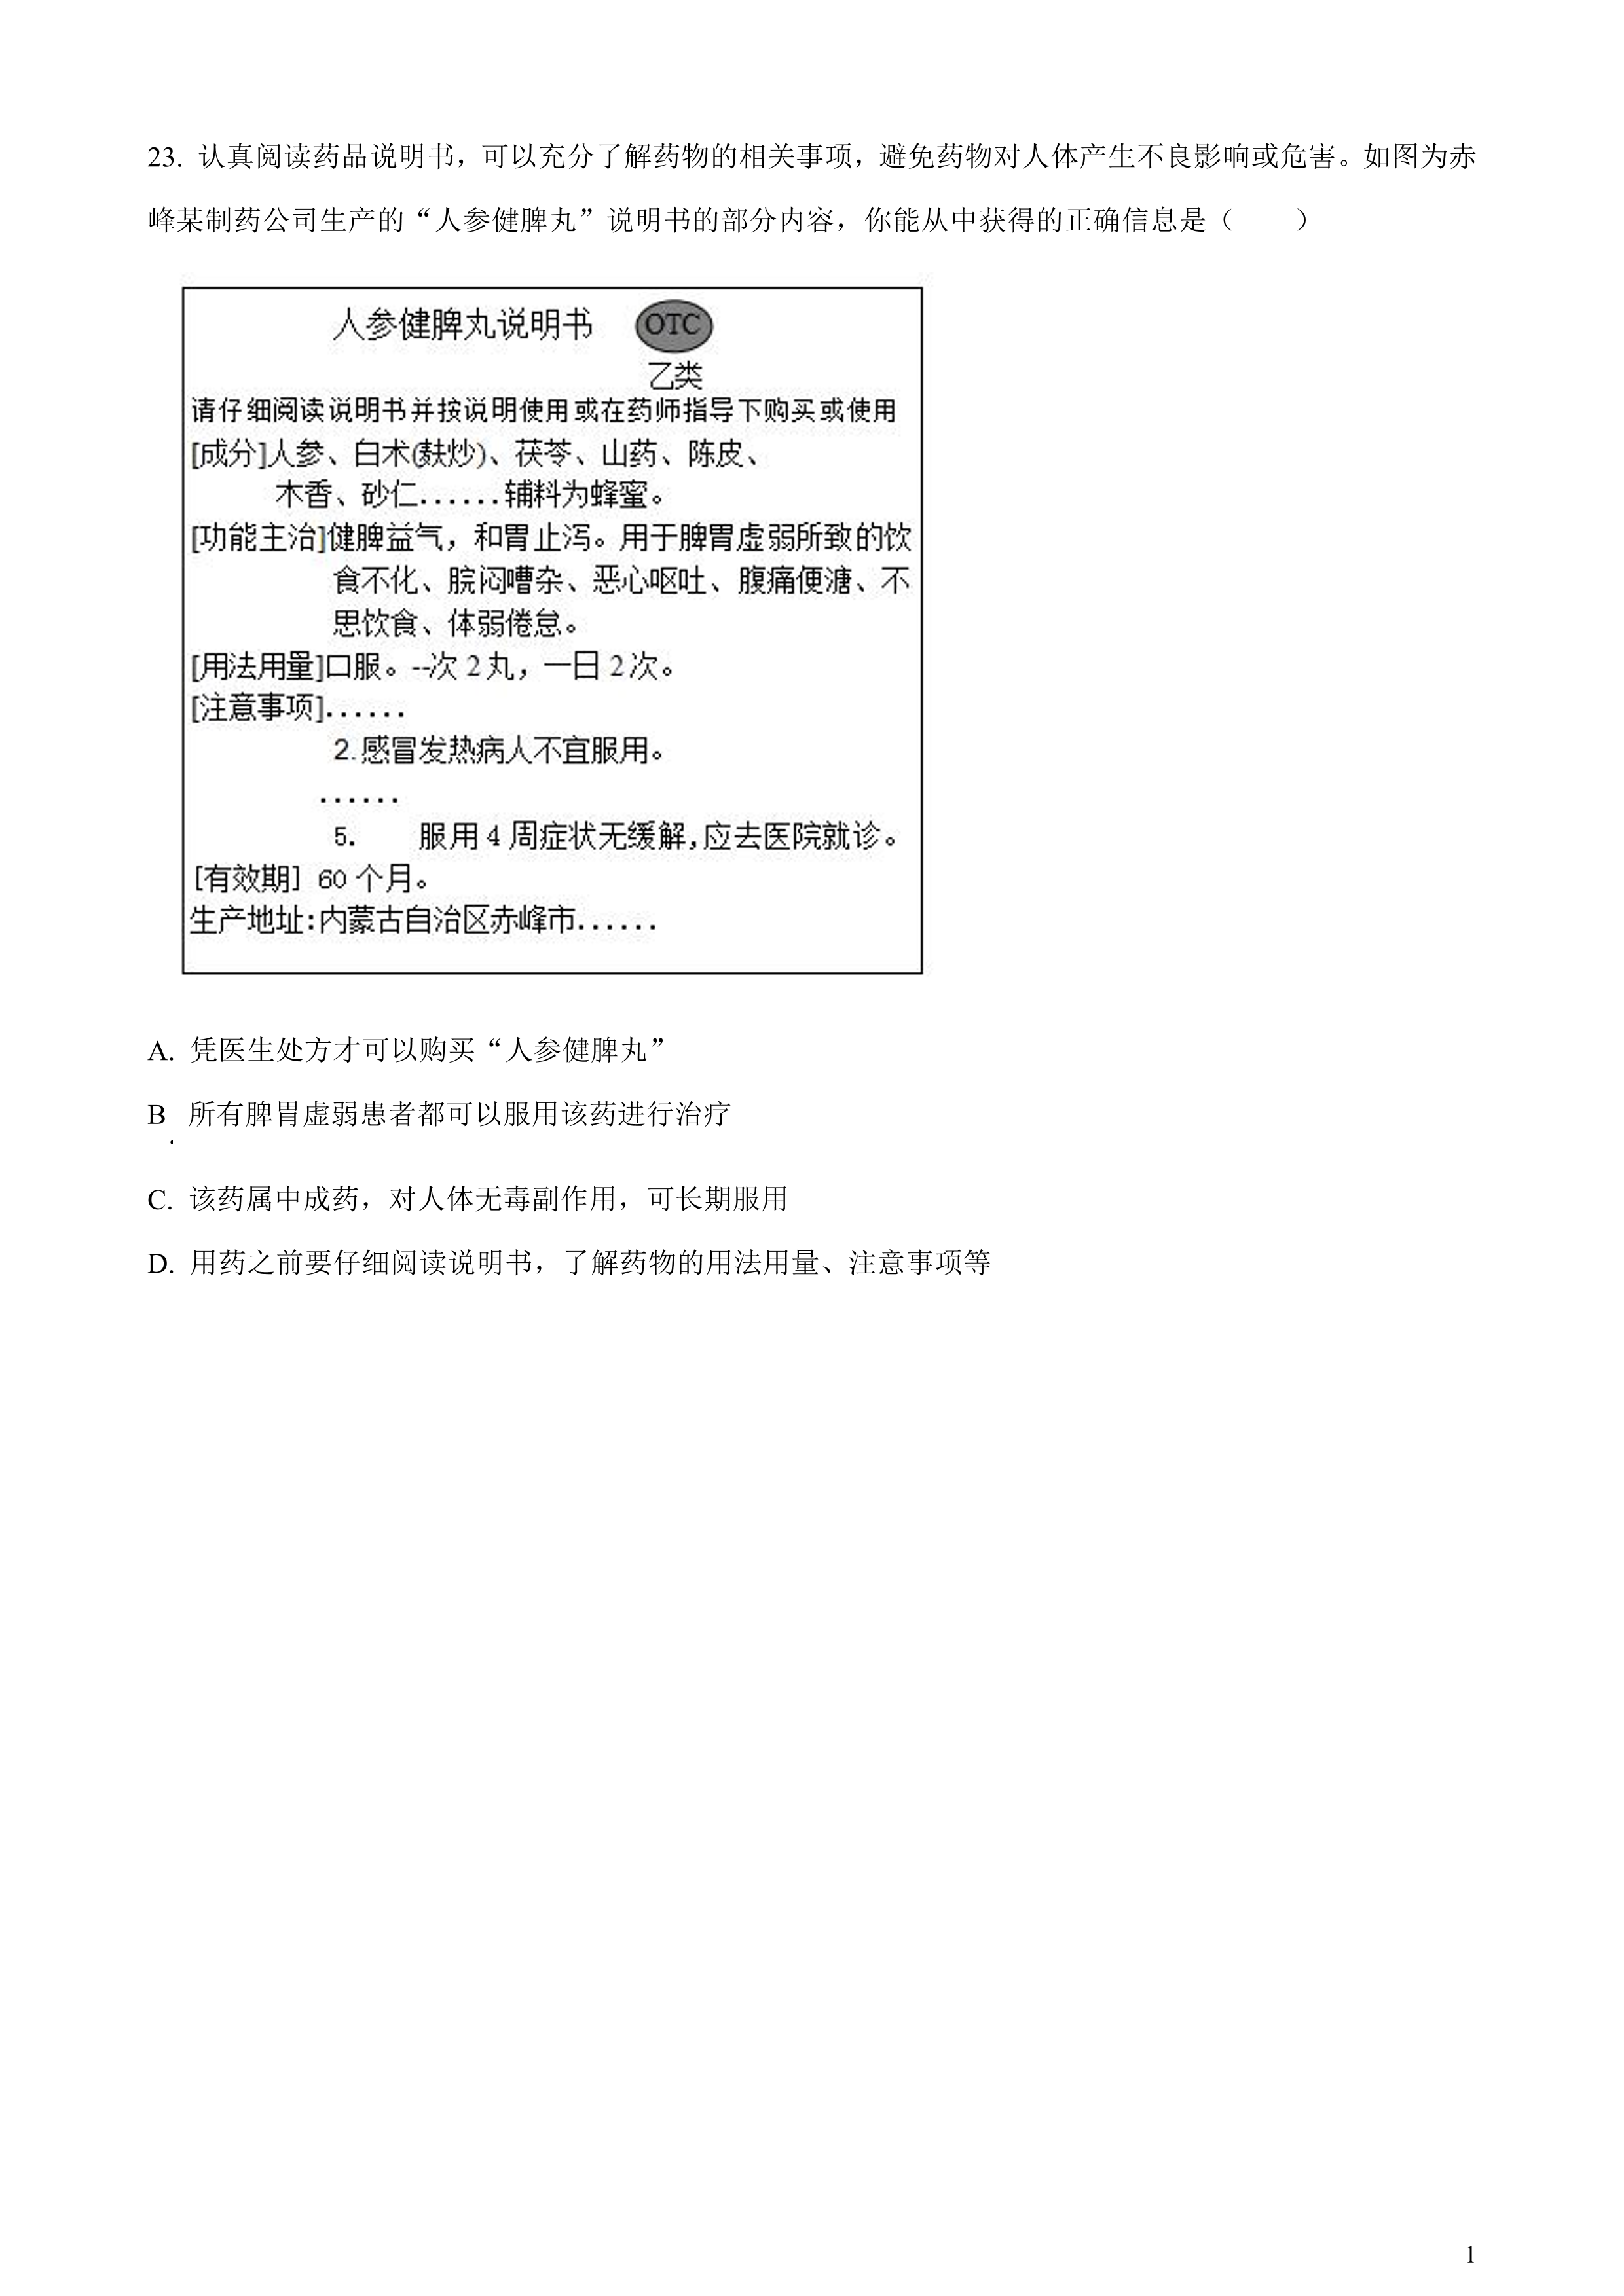 23. 认真阅读药品说明书，可以充分了解药物的相关事项，避免药物对人体产生不良影响或危害。如图为赤
峰某制药公司生产的“人参健脾丸”说明书的部分内容，你能从中获得的正确信息是（　　）
人参健脾丸说明书 OTC
乙类
请仔细阅读说明书并按说明使用或在药师指导下购买或使用
[成分]人参、白术(麸炒)、茯苓、山药、陈皮、
木香、砂仁......辅料为蜂蜜。
[功能主治]健脾益气，和胃止泻。用于脾胃虚弱所致的饮
食不化、脘闷嘈杂、恶心呕吐、腹痛便溏、不
思饮食、体弱倦怠。
[用法用量]口服。--次2丸，一日2次。
[注意事项]......
2.感冒发热病人不宜服用。
......
5. 服用4周症状无缓解,应去医院就诊。
[有效期] 60个月。
生产地址:内蒙古自治区赤峰市......
A. 凭医生处方才可以购买“人参健脾丸”
B. 所有脾胃虚弱患者都可以服用该药进行治疗
C. 该药属中成药，对人体无毒副作用，可长期服用
D. 用药之前要仔细阅读说明书，了解药物的用法用量、注意事项等
1